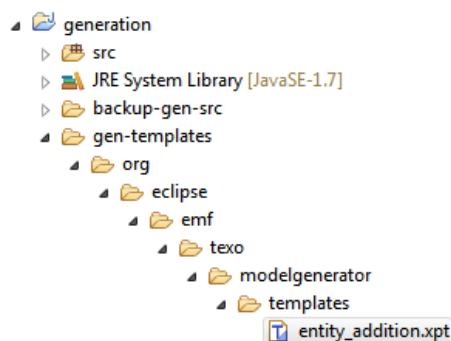 generation
src
JRE System Library [JavaSE-1.7]
backup-gen-src
gen-templates
org
eclipse
emf
texo
modelgenerator
templates
entity_addition.xpt